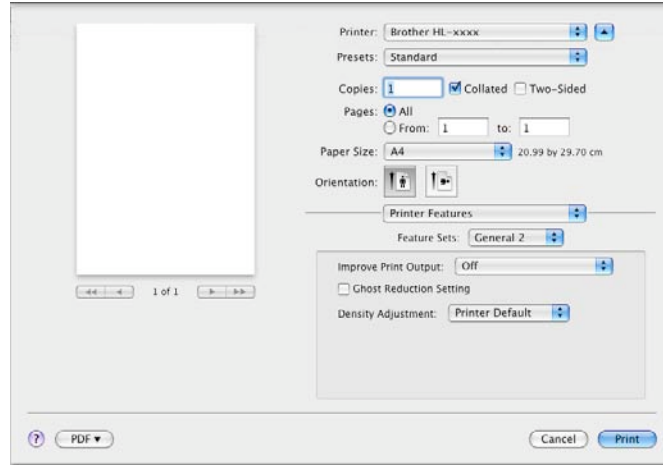 Printer: Brother HL-xxxx
Presets: Standard
Copies: 1 Collated Two-Sided
Pages: All
From: 1 to: 1
Paper Size: A4 20.99 by 29.70 cm
Orientation:
Printer Features
Feature Sets: General 2
Improve Print Output: Off
Ghost Reduction Setting
Density Adjustment: Printer Default
1 of 1
? PDF ▾ Cancel Print